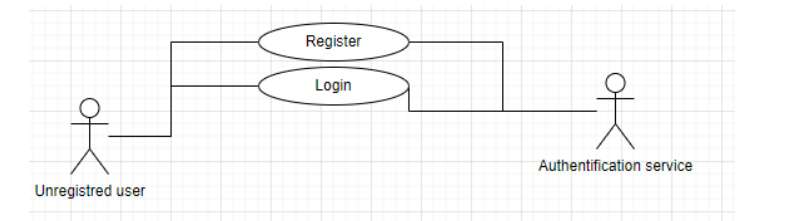 Register
Login
Authentification service
Unregistred user